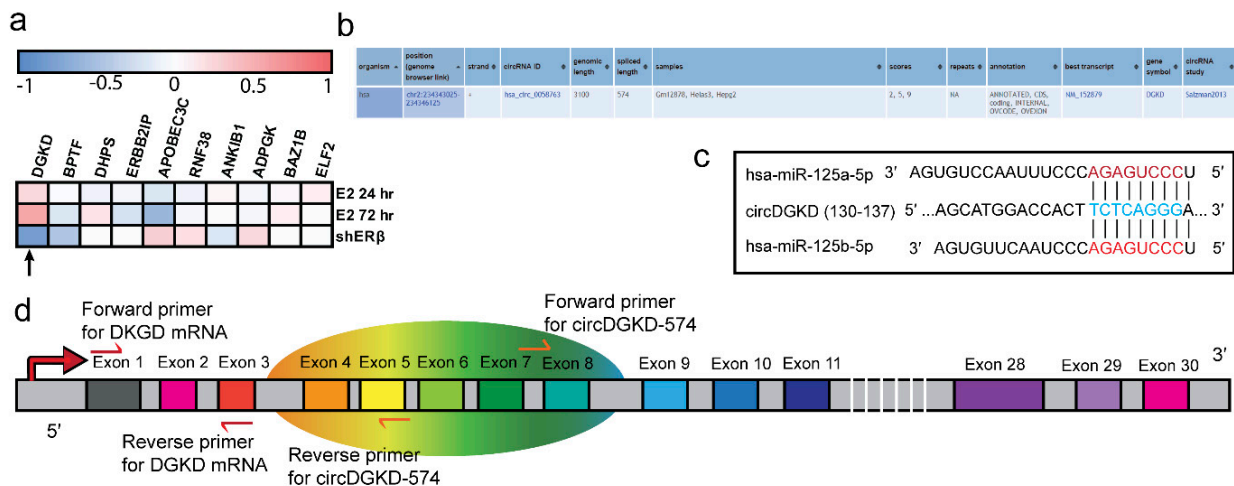 a
-1 -0.5 0 0.5 1
DGKD BPTF DHPS ERBB2IP APOBEC3C RNF38 ANKIB1 ADPGK BAZ1B ELF2
E2 24 hr
E2 72 hr
shERβ
b
organism position (genome browser link) strand circRNA ID genomic length spliced length samples scores repeats annotation best transcript gene symbol circRNA study
hsa chr2:234343025-234346125 + hsa_circ_0058763 3100 574 Gm12878, Helas3, Hepg2 2, 5, 9 NA ANNOTATED, CDS, coding, INTERNAL, OVCODE, OVEXON NM_152879 DGKD Salzman2013
c
hsa-miR-125a-5p 3′ AGUGUCCAAUUUCCCAGAGUCCCU 5′
circDGKD (130-137) 5′ ...AGCATGGACCACT TCTCAGGGA... 3′
hsa-miR-125b-5p 3′ AGUGUUCAAUCCCAGAGUCCCU 5′
d
Forward primer
for DKGD mRNA
Forward primer
for circDGKD-574
Exon 1 Exon 2 Exon 3 Exon 4 Exon 5 Exon 6 Exon 7 Exon 8 Exon 9 Exon 10 Exon 11 Exon 28 Exon 29 Exon 30
3′
5′
Reverse primer
for DGKD mRNA
Reverse primer
for circDGKD-574